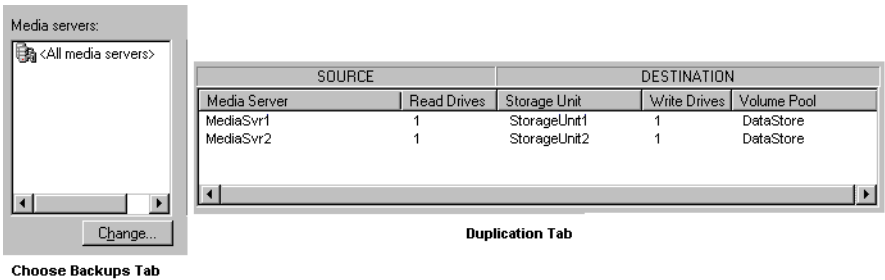 Media servers:
<All media servers>
Change...
Choose Backups Tab
SOURCE DESTINATION
Media Server Read Drives Storage Unit Write Drives Volume Pool
MediaSvr1 1 StorageUnit1 1 DataStore
MediaSvr2 1 StorageUnit2 1 DataStore
Duplication Tab